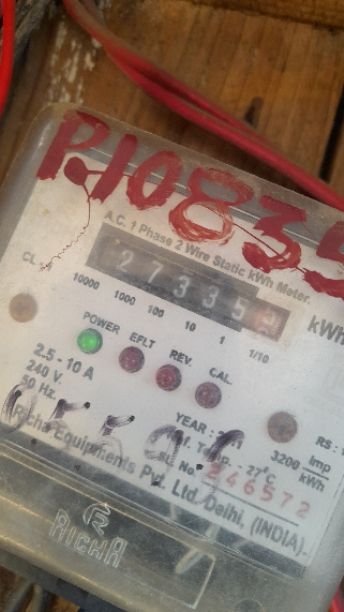 P10835
A.C. 1 Phase 2 Wire Static kWh Meter.
CL.
27335
kWh
10000 1000 100 10 1 1/10
POWER EFLT REV. CAL.
2.5 - 10 A
240 V.
50 Hz.
YEAR :
Temp. - 27°C
3200 Imp
kWh
RS :
Sl. No. 246572
Richa Equipments Pvt. Ltd. Delhi, (INDIA)
RICHA